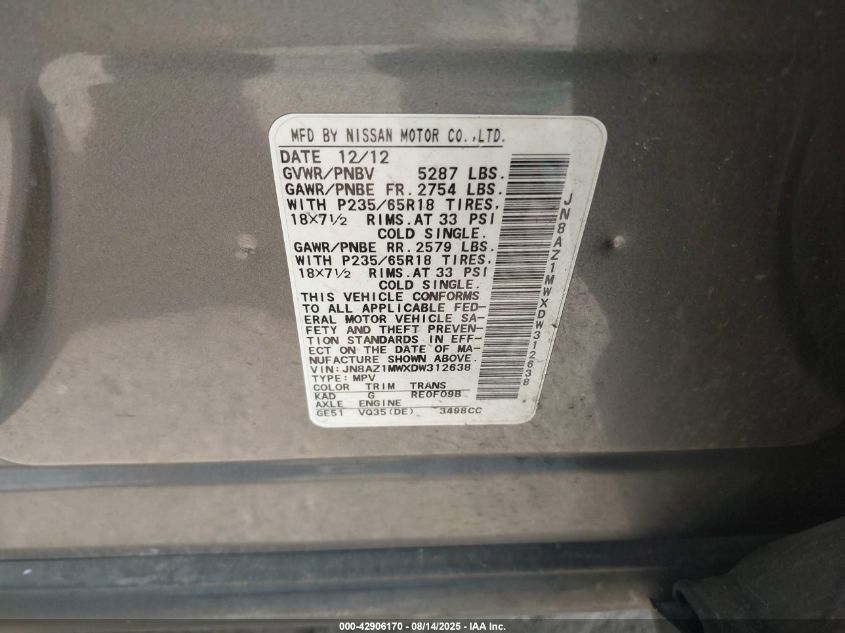 MFD BY NISSAN MOTOR CO.,LTD.
DATE 12/12
GVWR/PNBV 5287 LBS.
GAWR/PNBE FR. 2754 LBS.
WITH P235/65R18 TIRES,
18×7½ RIMS.AT 33 PSI
COLD SINGLE.
GAWR/PNBE RR. 2579 LBS.
WITH P235/65R18 TIRES,
18×7½ RIMS.AT 33 PSI
COLD SINGLE.
THIS VEHICLE CONFORMS
TO ALL APPLICABLE FED-
ERAL MOTOR VEHICLE SA-
FETY AND THEFT PREVEN-
TION STANDARDS IN EFF-
ECT ON THE DATE OF MA-
NUFACTURE SHOWN ABOVE.
VIN: JN8AZ1MWXDW312638
TYPE: MPV
COLOR TRIM TRANS
KAD G RE0F09B
AXLE ENGINE
GE51 VQ35(DE) 3498CC
JN8AZ1MWXDW312638
000-42906170 - 08/14/2025 - IAA Inc.